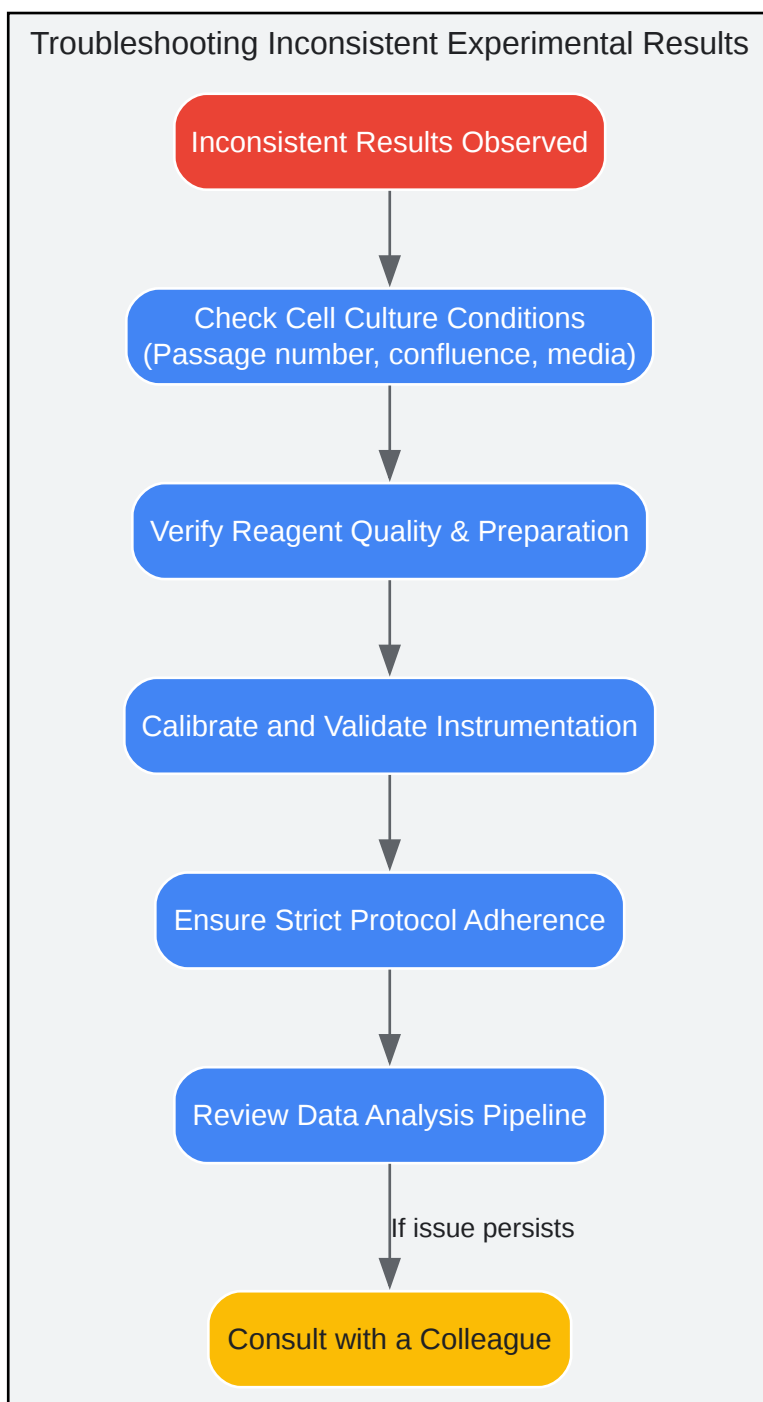 Troubleshooting Inconsistent Experimental Results
Inconsistent Results Observed
Check Cell Culture Conditions
(Passage number, confluence, media)
Verify Reagent Quality & Preparation
Calibrate and Validate Instrumentation
Ensure Strict Protocol Adherence
Review Data Analysis Pipeline
If issue persists
Consult with a Colleague